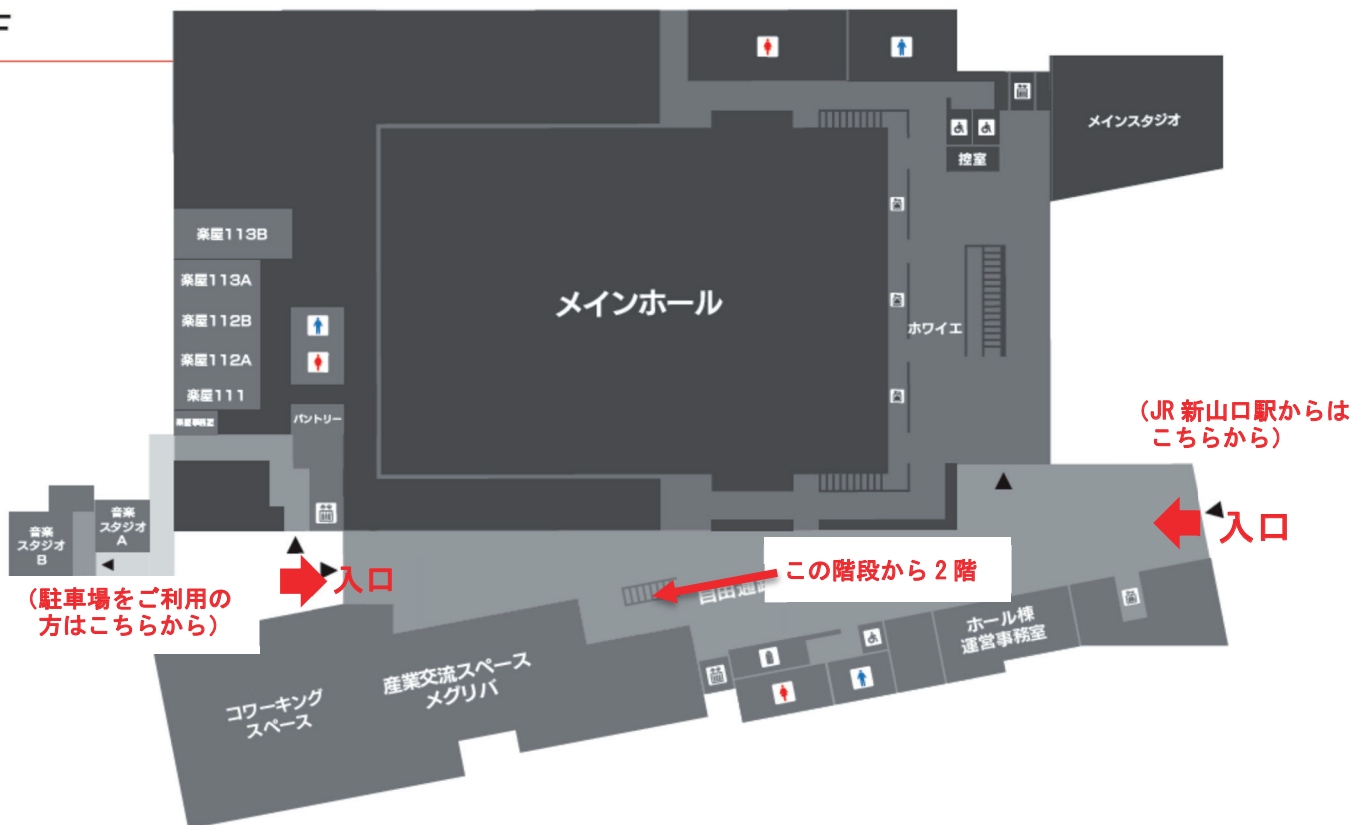 メインスタジオ
控室
楽屋113B
楽屋113A
楽屋112B
楽屋112A
楽屋111
パントリー
メインホール
ホワイエ
(JR 新山口駅からは
こちらから)
入口
音楽
スタジオ
A
音楽
スタジオ
B
入口
(駐車場をご利用の
方はこちらから)
この階段から2階
ホール棟
運営事務室
産業交流スペース
メグリバ
コワーキング
スペース